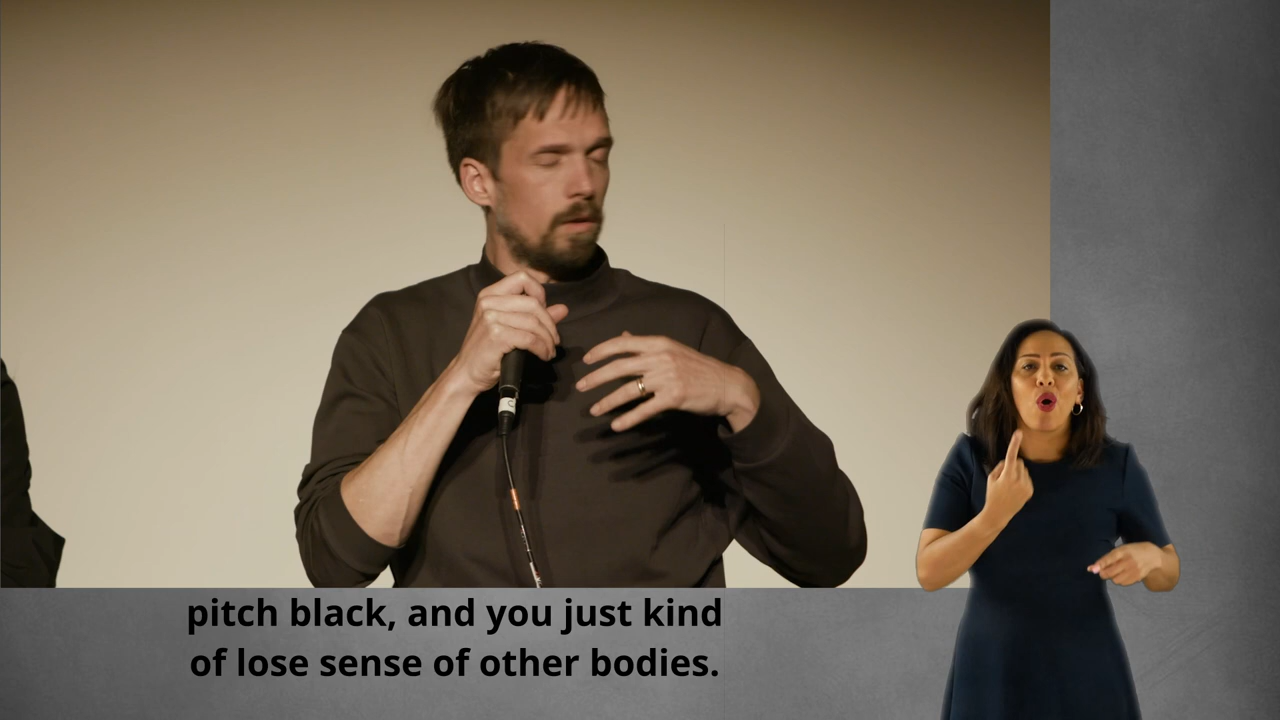 pitch black, and you just kind
of lose sense of other bodies.